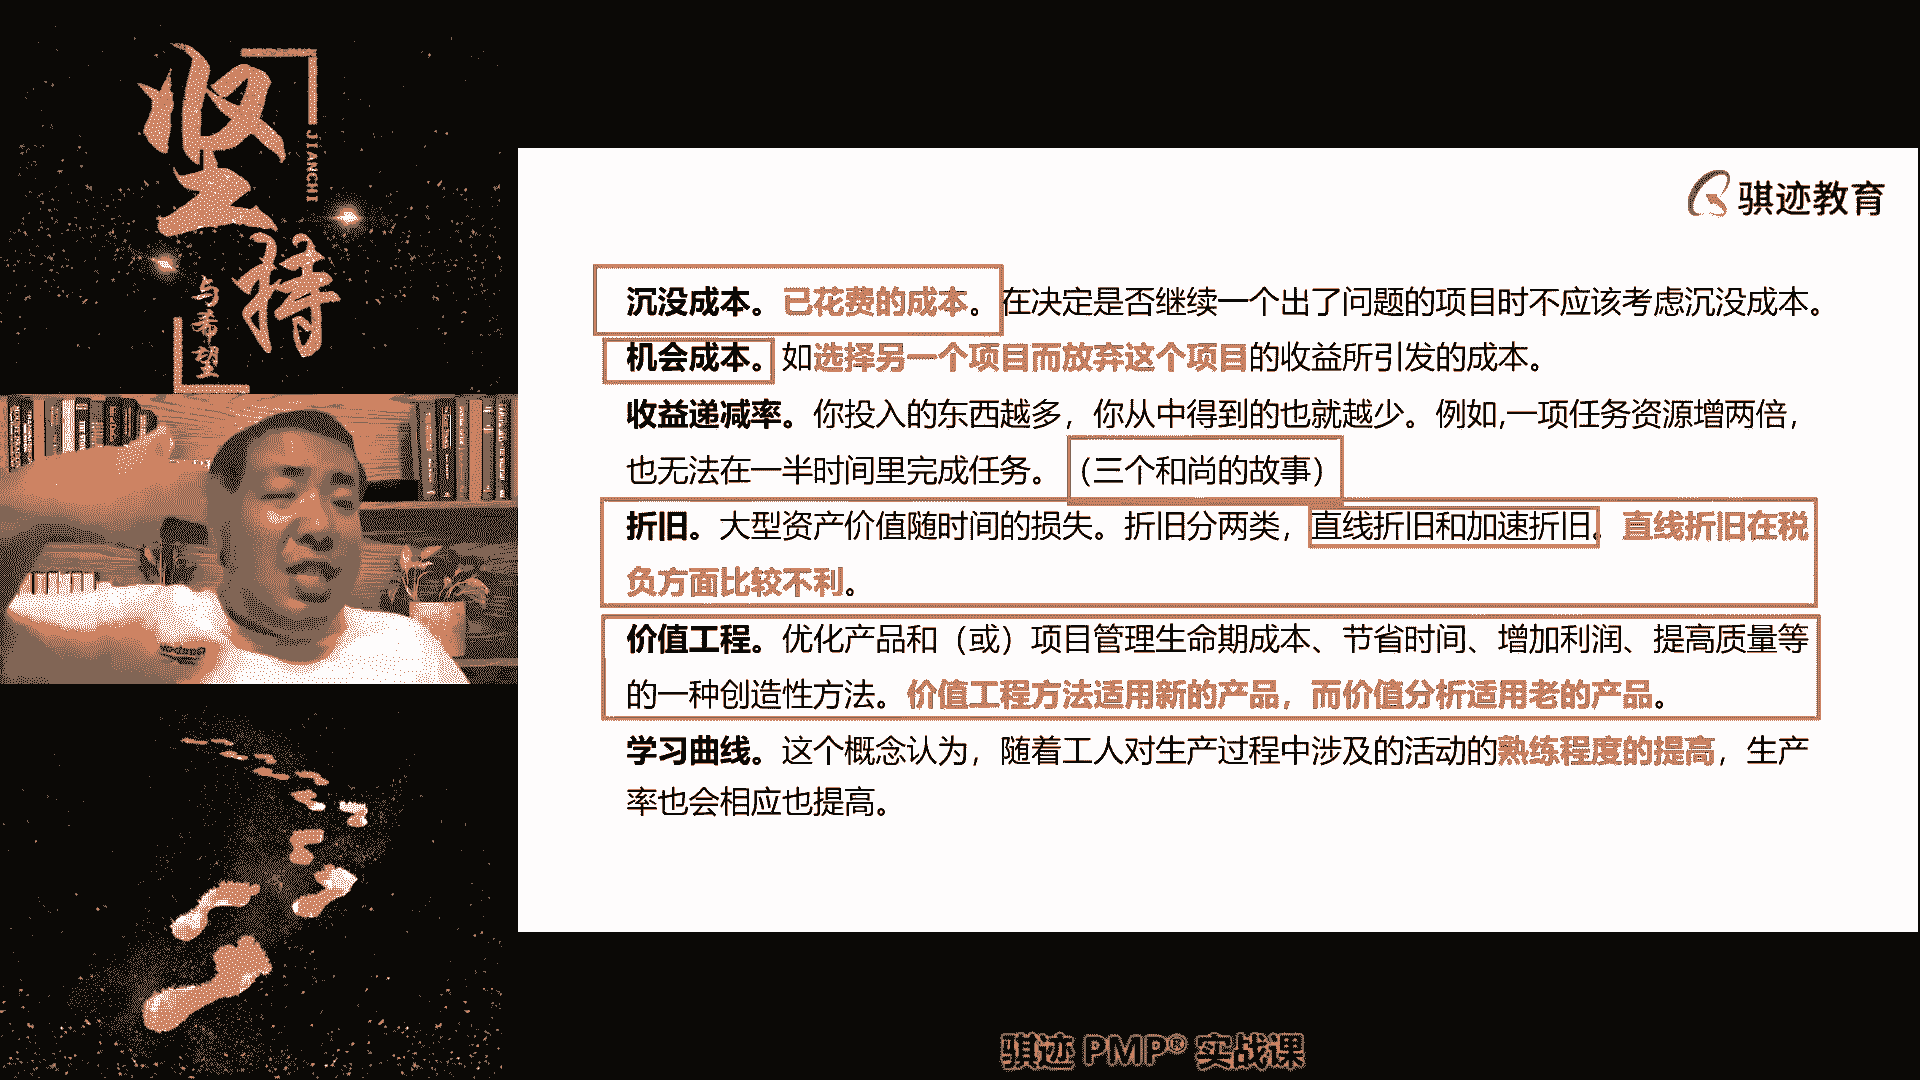 坚持
JIANCHI
与希望
骐迹教育
沉没成本。已花费的成本。在决定是否继续一个出了问题的项目时不应该考虑沉没成本。
机会成本。如选择另一个项目而放弃这个项目的收益所引发的成本。
收益递减率。你投入的东西越多，你从中得到的也就越少。例如,一项任务资源增两倍，
也无法在一半时间里完成任务。（三个和尚的故事）
折旧。大型资产价值随时间的损失。折旧分两类，直线折旧和加速折旧。直线折旧在税
负方面比较不利。
价值工程。优化产品和（或）项目管理生命期成本、节省时间、增加利润、提高质量等
的一种创造性方法。价值工程方法适用新的产品，而价值分析适用老的产品。
学习曲线。这个概念认为，随着工人对生产过程中涉及的活动的熟练程度的提高，生产
率也会相应也提高。
骐迹 PMP® 实战课